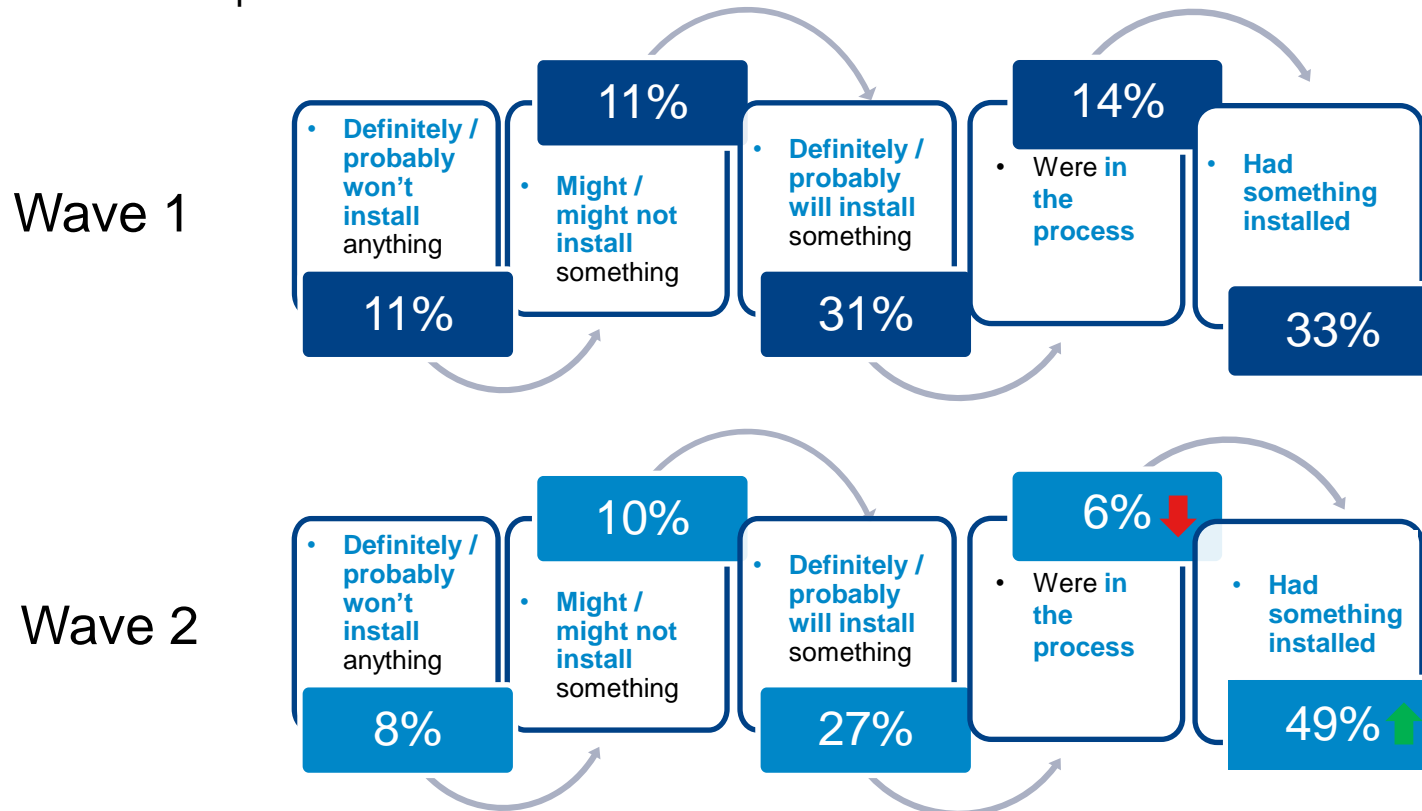 11%
14%
• Definitely /
probably
won't
install
anything
• Might /
might not
install
something
• Definitely /
probably
will install
something
• Were in
the
process
• Had
something
installed
Wave 1
11%
31%
33%
10%
6%
• Definitely /
probably
won't
install
anything
• Might /
might not
install
something
• Definitely /
probably
will install
something
• Were in
the
process
• Had
something
installed
Wave 2
8%
27%
49%